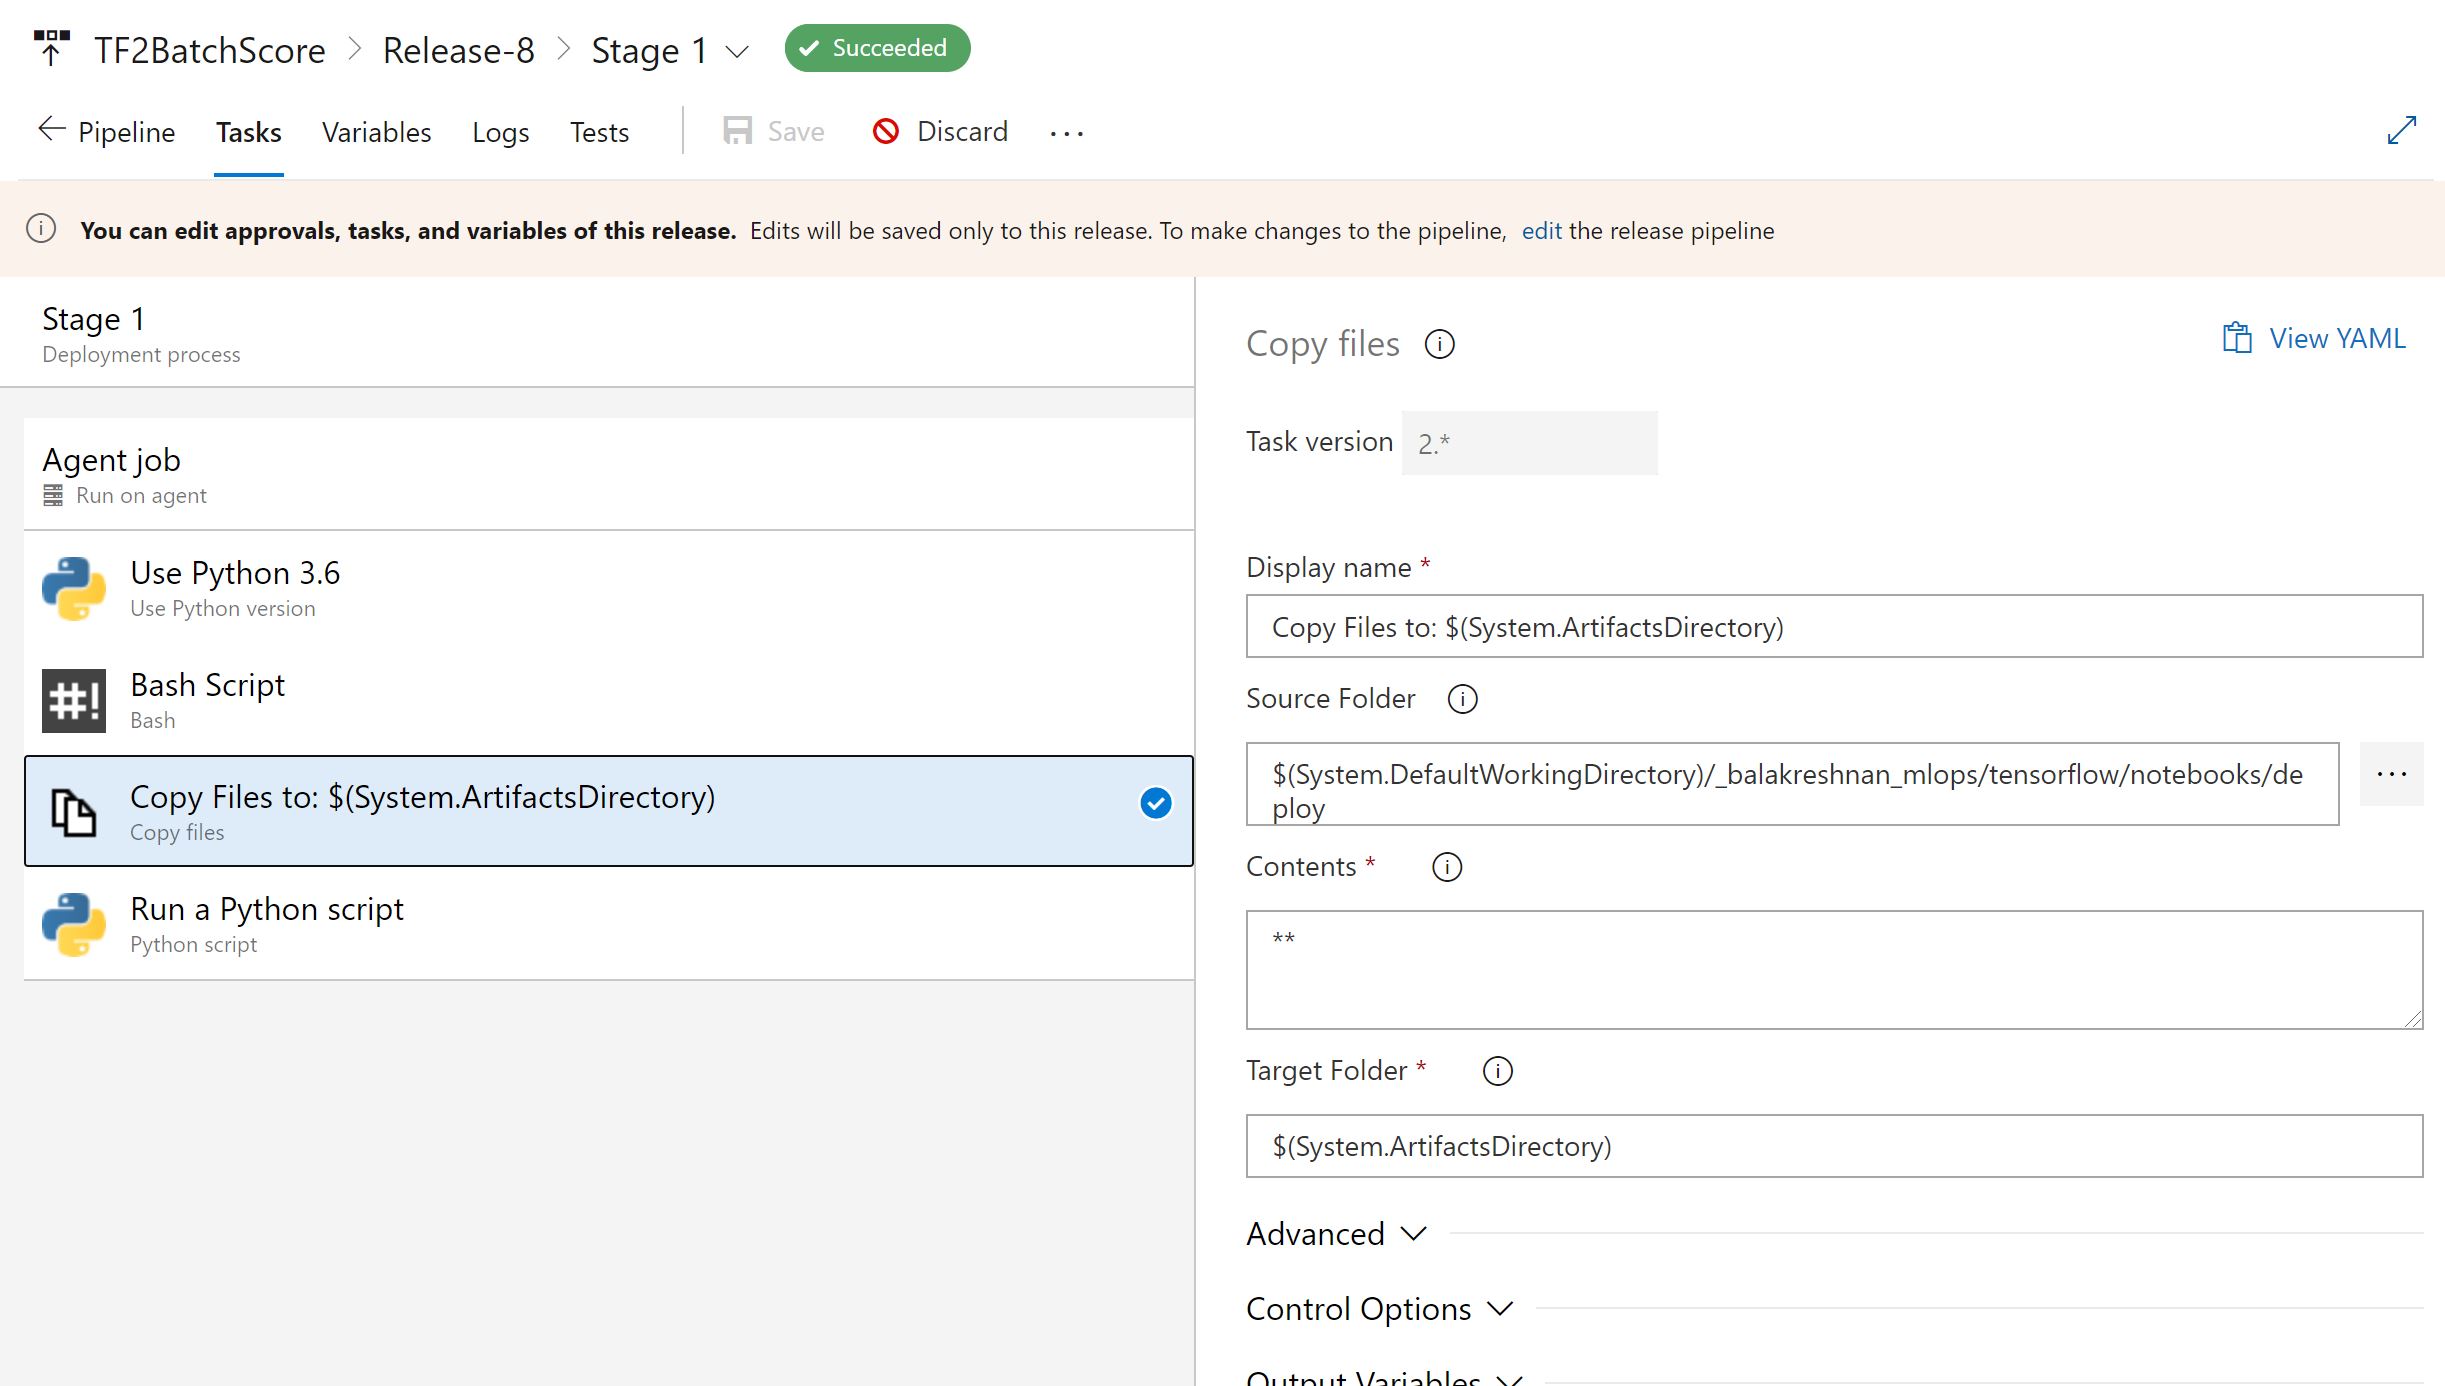 TF2BatchScore > Release-8 > Stage 1 Succeeded
Pipeline Tasks Variables Logs Tests Save Discard ...
You can edit approvals, tasks, and variables of this release. Edits will be saved only to this release. To make changes to the pipeline, edit the release pipeline
Stage 1
Deployment process
Agent job
Run on agent
Use Python 3.6
Use Python version
#!
Bash Script
Bash
Copy Files to: $(System.ArtifactsDirectory)
Copy files
Run a Python script
Python script
Copy files
View YAML
Task version 2.*
Display name *
Copy Files to: $(System.ArtifactsDirectory)
Source Folder
$(System.DefaultWorkingDirectory)/_balakreshnan_mlops/tensorflow/notebooks/de
ploy
...
Contents *
**
Target Folder *
$(System.ArtifactsDirectory)
Advanced
Control Options
Output Variables